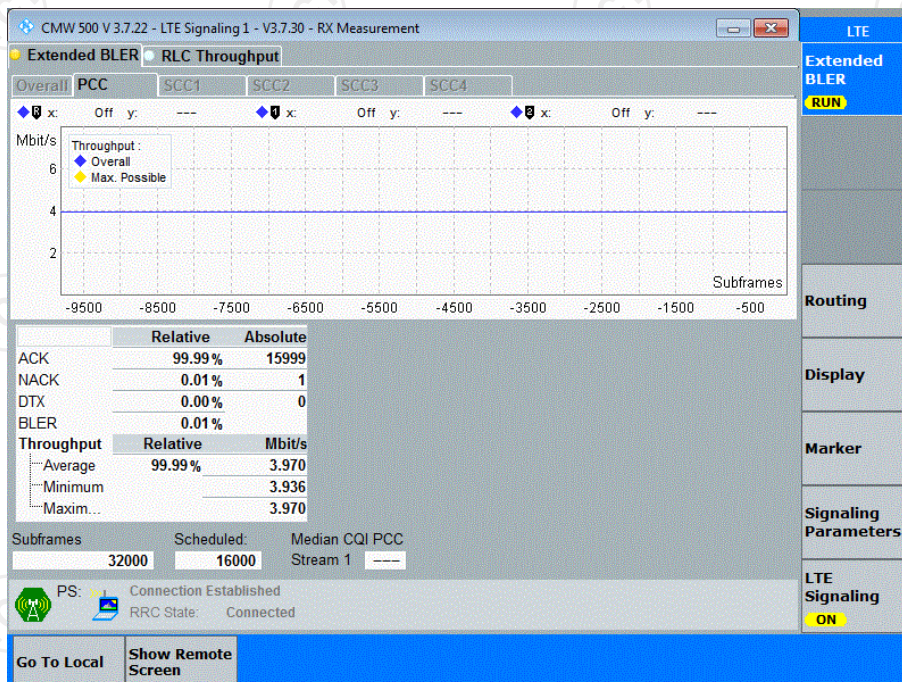 CMW 500 V 3.7.22 - LTE Signaling 1 - V3.7.30 - RX Measurement
LTE
Extended BLER RLC Throughput
Extended
BLER
RUN
Overall PCC SCC1 SCC2 SCC3 SCC4
R x: Off y: --- 1 x: Off y: --- 2 x: Off y: ---
Mbit/s
Throughput :
Overall
Max. Possible
6
4
2
Subframes
-9500 -8500 -7500 -6500 -5500 -4500 -3500 -2500 -1500 -500
Relative Absolute
ACK 99.99 % 15999
NACK 0.01 % 1
DTX 0.00 % 0
BLER 0.01 %
Throughput Relative Mbit/s
Average 99.99 % 3.970
Minimum 3.936
Maxim... 3.970
Subframes Scheduled: Median CQI PCC
32000 16000 Stream 1 ---
PS: Connection Established
RRC State: Connected
Routing
Display
Marker
Signaling
Parameters
LTE
Signaling
ON
Go To Local
Show Remote
Screen